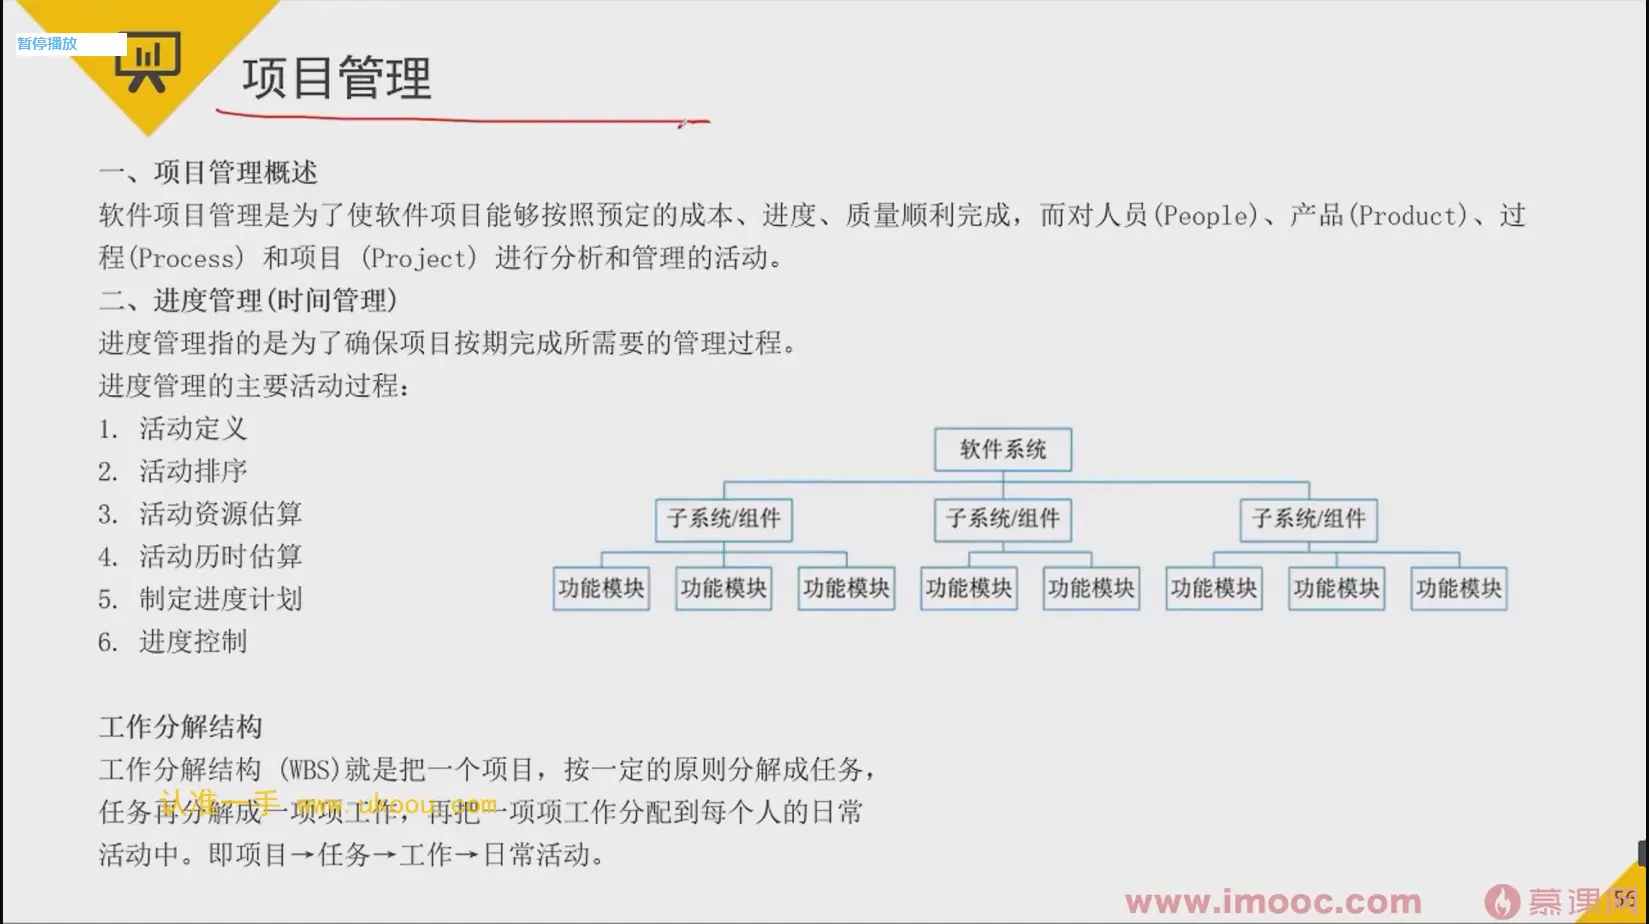 暂停播放
项目管理
一、项目管理概述
软件项目管理是为了使软件项目能够按照预定的成本、进度、质量顺利完成，而对人员(People)、产品(Product)、过
程(Process) 和项目 (Project) 进行分析和管理的活动。
二、进度管理(时间管理)
进度管理指的是为了确保项目按期完成所需要的管理过程。
进度管理的主要活动过程:
1. 活动定义
2. 活动排序
3. 活动资源估算
4. 活动历时估算
5. 制定进度计划
6. 进度控制
软件系统
子系统/组件 子系统/组件 子系统/组件
功能模块 功能模块 功能模块 功能模块 功能模块 功能模块 功能模块 功能模块
工作分解结构
工作分解结构 (WBS)就是把一个项目，按一定的原则分解成任务，
任务再分解成一项项工作，再把一项项工作分配到每个人的日常
活动中。即项目→任务→工作→日常活动。
认准一手 www.ukoou.com
www.imooc.com
慕课网
56